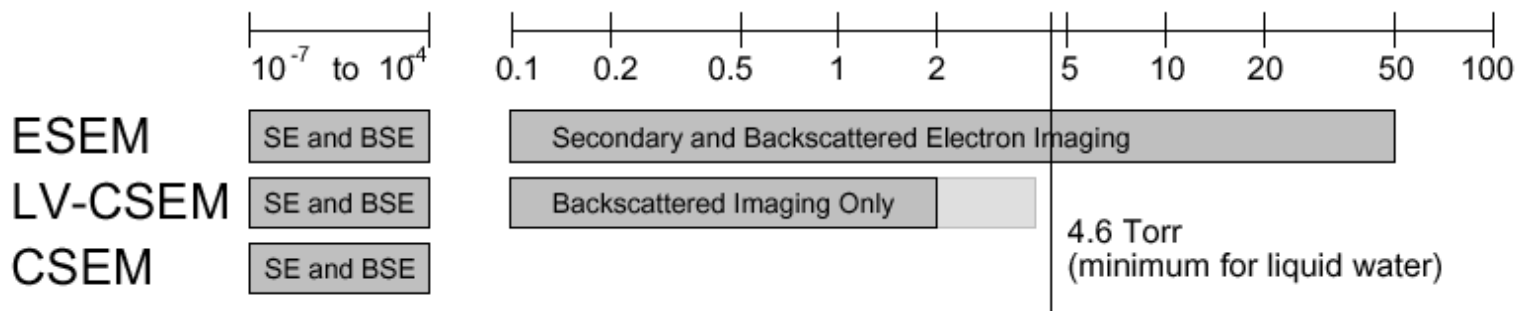 10⁻⁷ to 10⁻⁴ 0.1 0.2 0.5 1 2 5 10 20 50 100
ESEM SE and BSE Secondary and Backscattered Electron Imaging
LV-CSEM SE and BSE Backscattered Imaging Only
4.6 Torr
CSEM SE and BSE (minimum for liquid water)